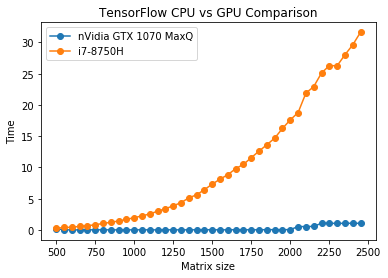 TensorFlow CPU vs GPU Comparison
nVidia GTX 1070 MaxQ
i7-8750H
30
25
20
15
10
5
0
Time
500 750 1000 1250 1500 1750 2000 2250 2500
Matrix size